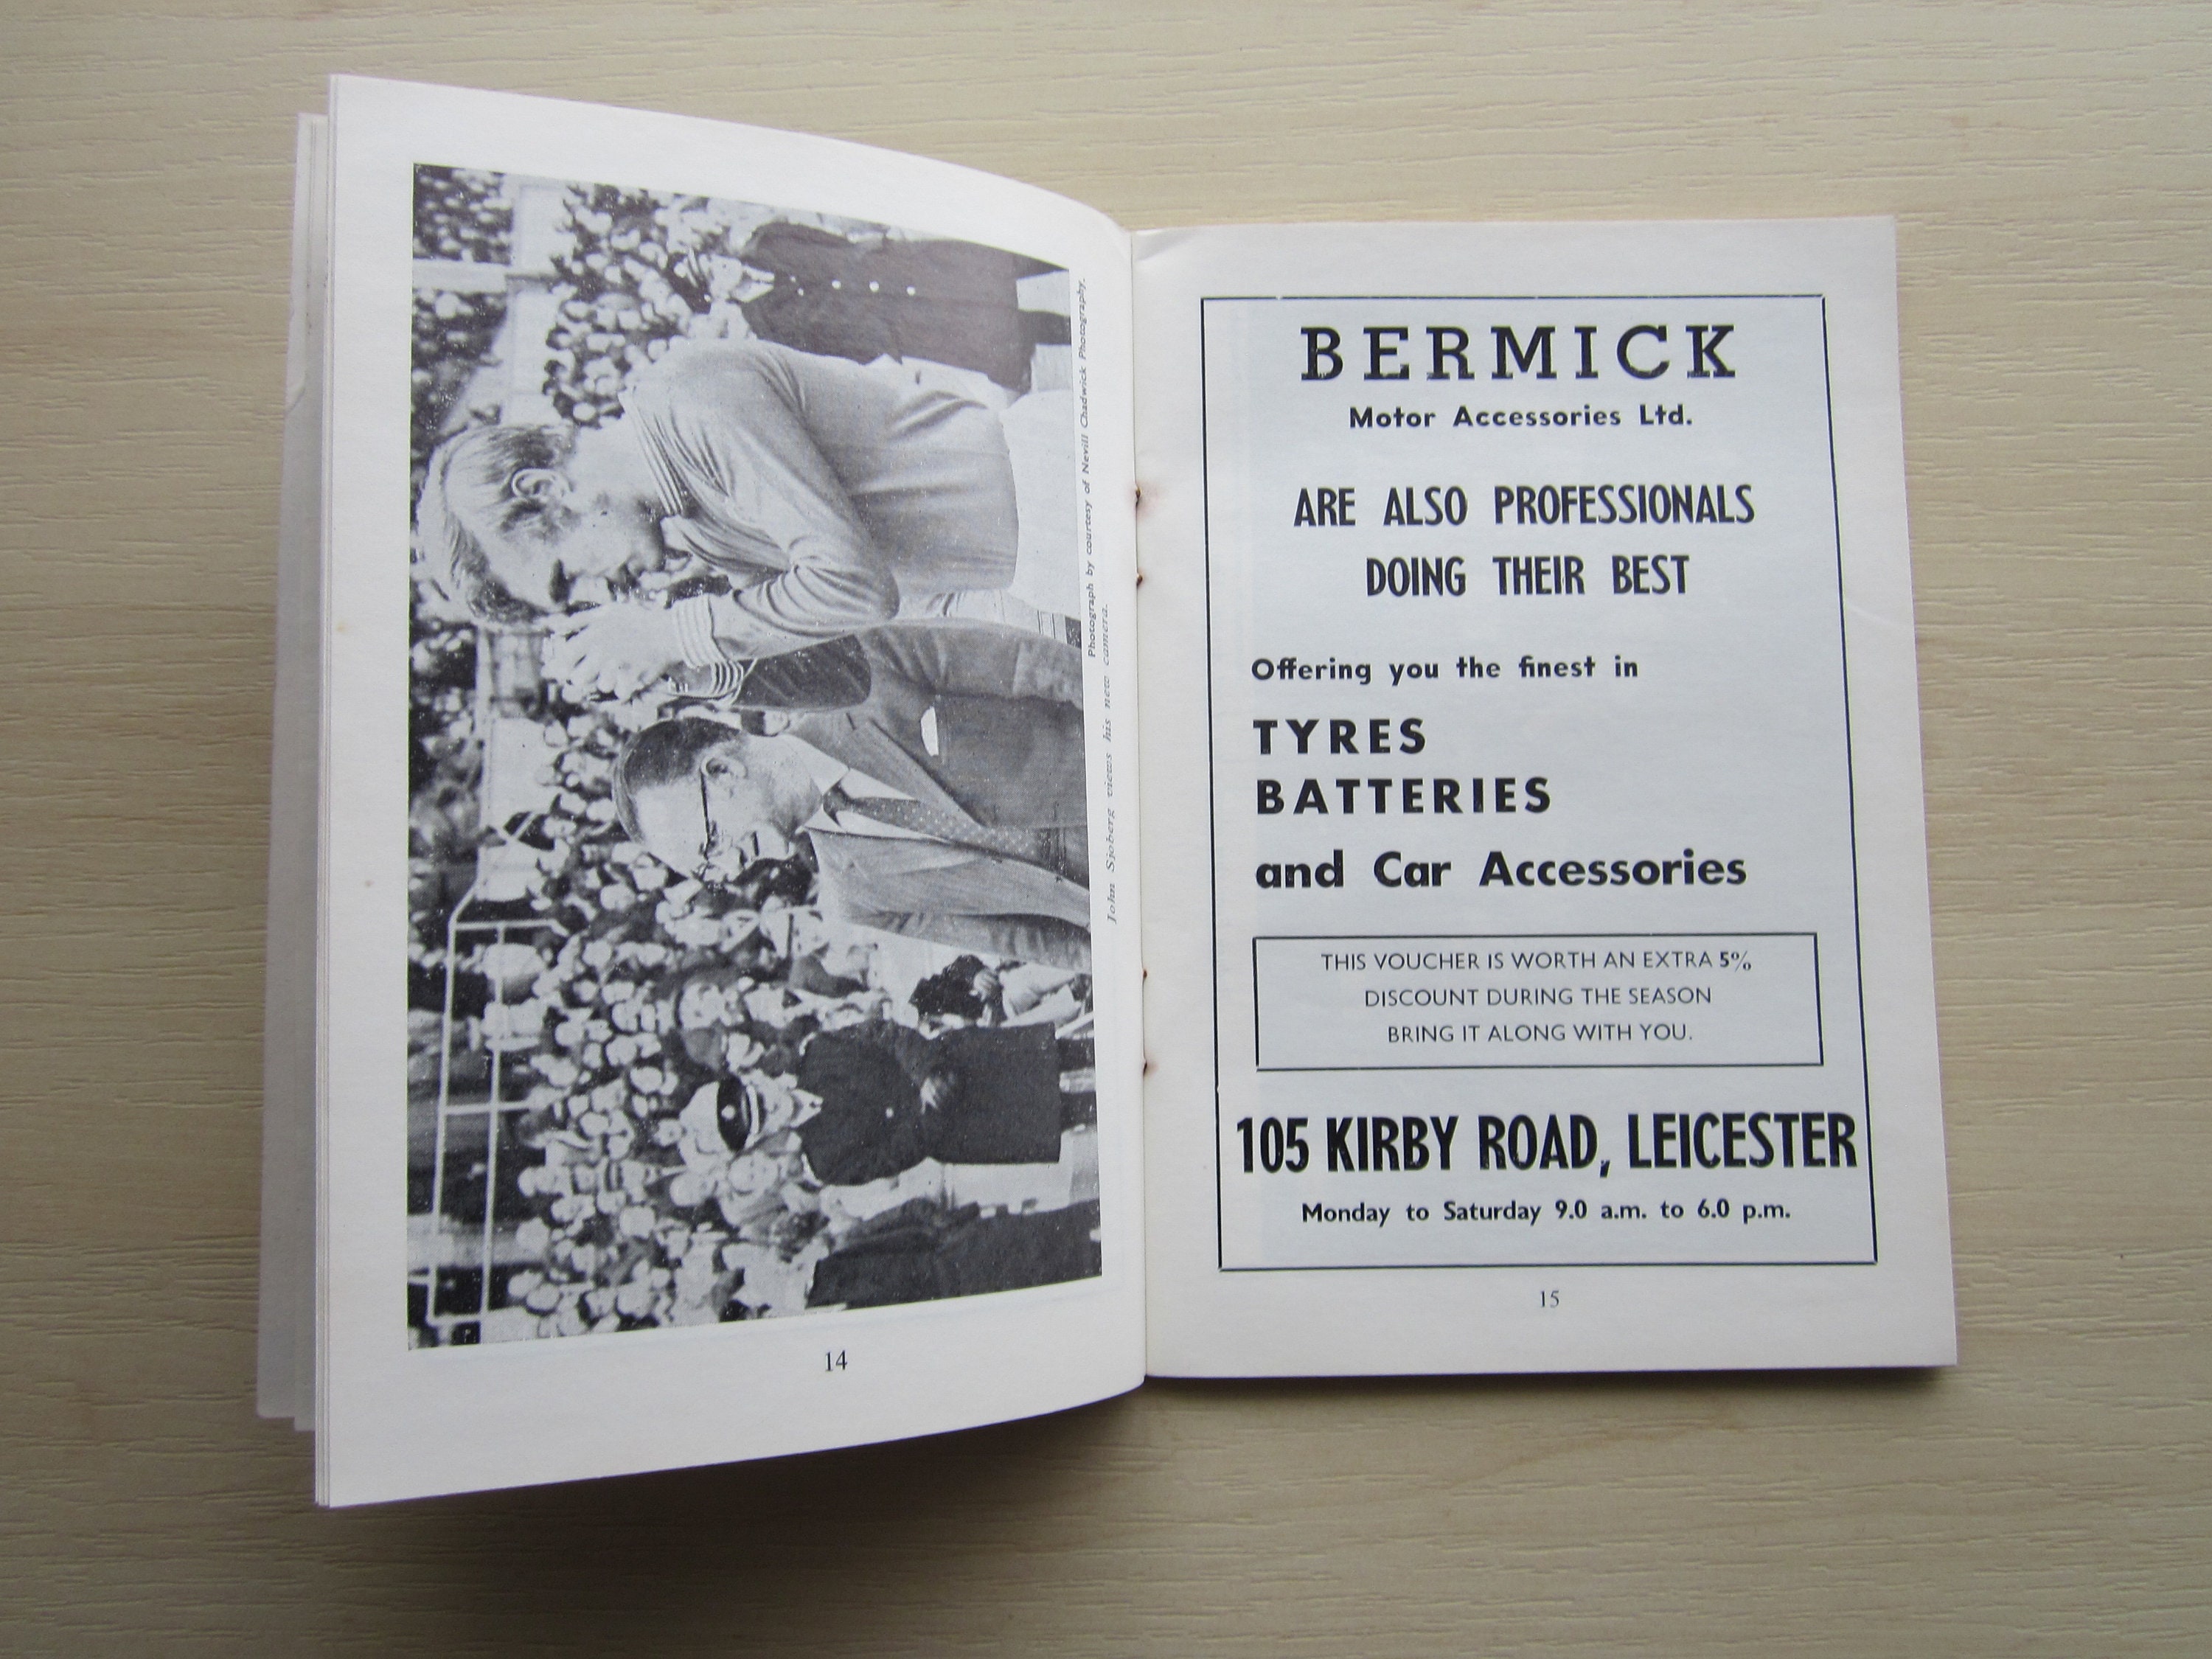 Photograph by courtesy of Nevill Chadwick Photography.
John Sjoberg views his new camera.
14
BERMICK
Motor Accessories Ltd.
ARE ALSO PROFESSIONALS
DOING THEIR BEST
Offering you the finest in
TYRES
BATTERIES
and Car Accessories
THIS VOUCHER IS WORTH AN EXTRA 5%
DISCOUNT DURING THE SEASON
BRING IT ALONG WITH YOU.
105 KIRBY ROAD, LEICESTER
Monday to Saturday 9.0 a.m. to 6.0 p.m.
15